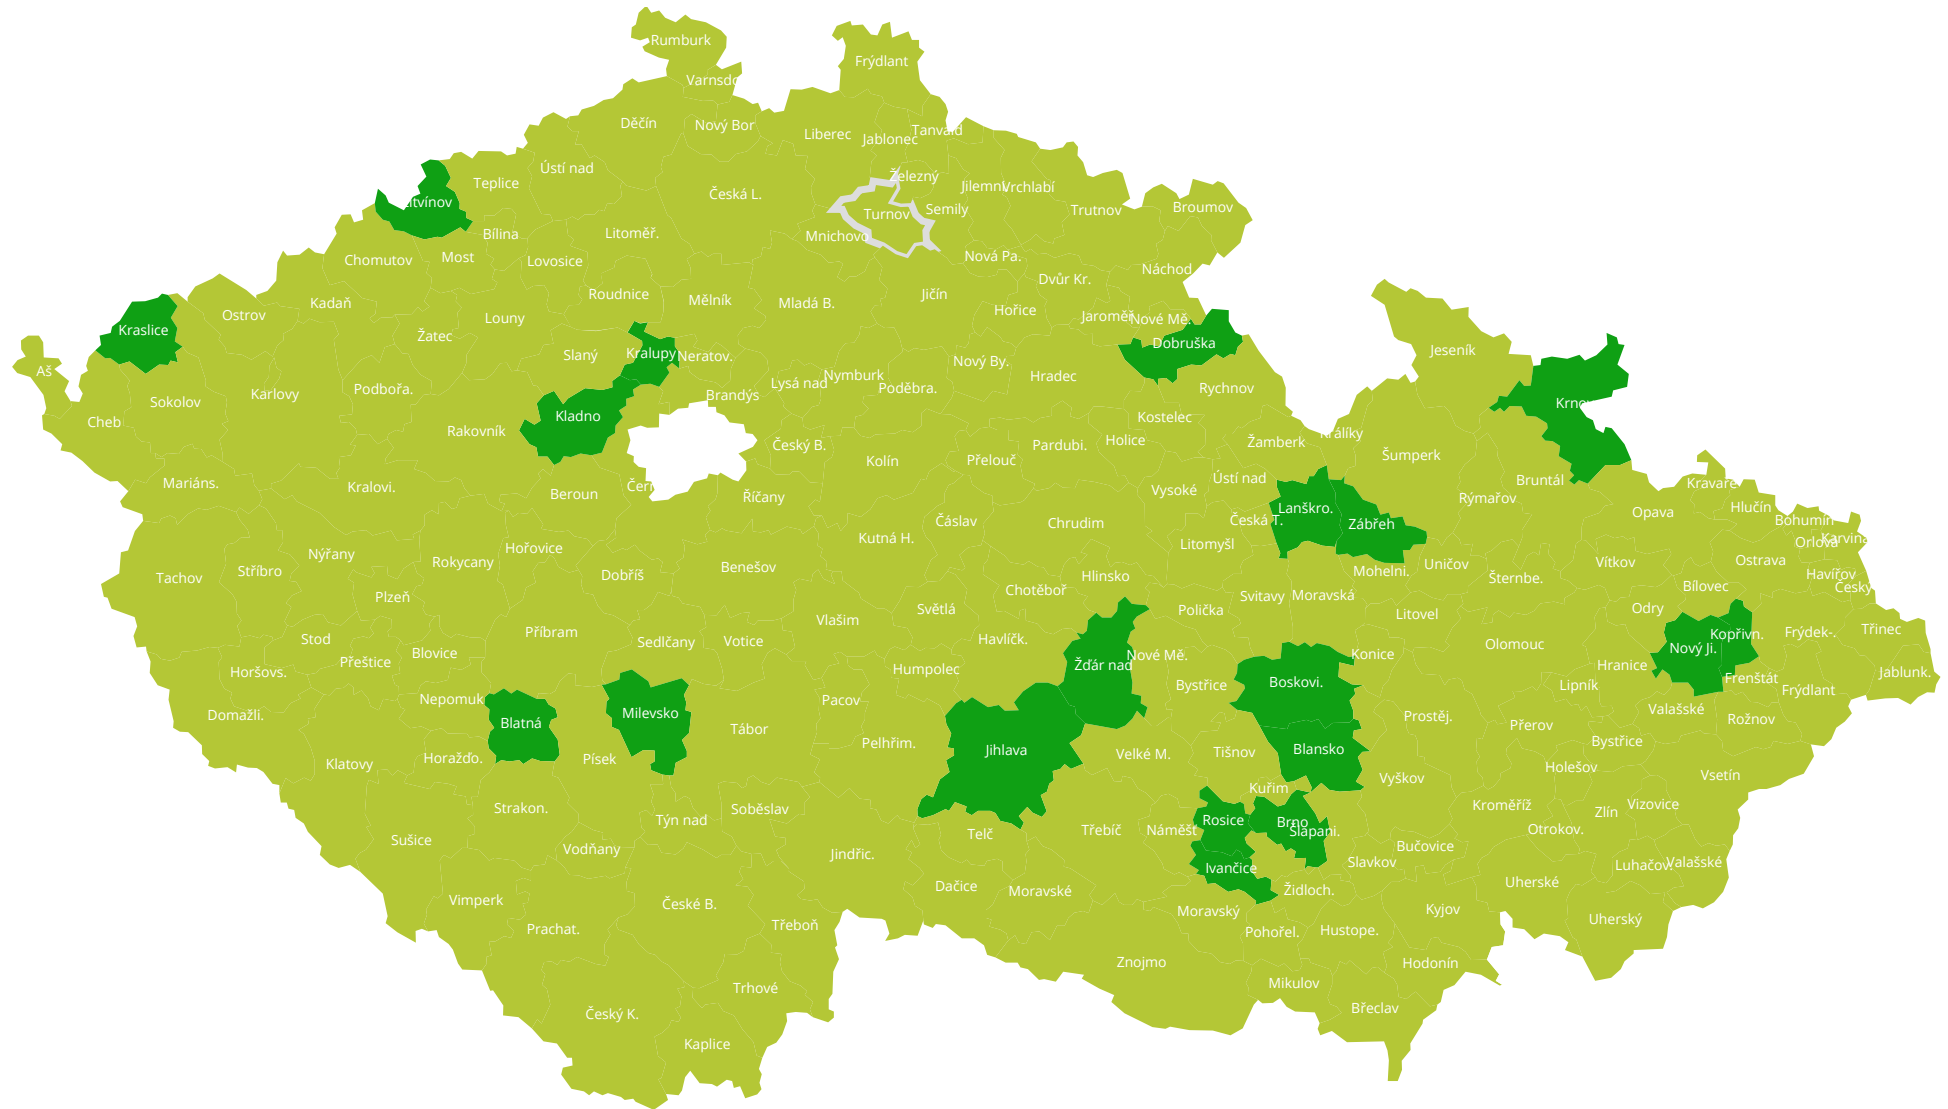 Rumburk
Frýdlant
Varnsdo
Děčín
Nový Bor
Liberec
Jablonec
Tanvald
Ústí nad
Teplice
Česká L.
Železný
Jilemni
Vrchlabí
Litvínov
Turnov
Semily
Trutnov
Broumov
Bílina
Litoměř.
Mnichovo
Chomutov
Most
Lovosice
Nová Pa.
Náchod
Dvůr Kr.
Kadaň
Roudnice
Mělník
Mladá B.
Jičín
Hořice
Ostrov
Louny
Jaroměř
Nové Mě.
Kraslice
Žatec
Dobruška
Slaný
Kralupy
Neratov.
Jeseník
Aš
Nový By.
Hradec
Nymburk
Lysá nad
Poděbra.
Podbořa.
Karlovy
Brandýs
Rychnov
Sokolov
Krnov
Kladno
Kostelec
Cheb
Rakovník
Králíky
Český B.
Pardubi.
Holice
Žamberk
Šumperk
Kolín
Přelouč
Mariáns.
Kralovi.
Beroun
Čern
Říčany
Vysoké
Ústí nad
Bruntál
Kravaře
Rýmařov
Lanškro.
Hlučín
Opava
Čáslav
Chrudim
Česká T.
Zábřeh
Bohumín
Kutná H.
Litomyšl
Orlová
Karviná
Nýřany
Hořovice
Rokycany
Stříbro
Tachov
Dobříš
Benešov
Hlinsko
Mohelni.
Uničov
Šternbe.
Vítkov
Ostrava
Havířov
Český
Bílovec
Chotěboř
Plzeň
Svitavy
Moravská
Světlá
Polička
Litovel
Odry
Vlašim
Příbram
Sedlčany
Votice
Havlíčk.
Stod
Olomouc
Kopřivn.
Frýdek-.
Třinec
Blovice
Přeštice
Nový Ji.
Nové Mě.
Konice
Žďár nad
Hranice
Horšovs.
Humpolec
Jablunk.
Boskovi.
Bystřice
Lipník
Frenštát
Frýdlant
Nepomuk
Pacov
Valašské
Domažli.
Milevsko
Blatná
Prostěj.
Rožnov
Přerov
Tábor
Pelhřim.
Bystřice
Jihlava
Velké M.
Tišnov
Blansko
Horažďo.
Písek
Klatovy
Holešov
Vsetín
Vyškov
Kuřim
Strakon.
Soběslav
Kroměříž
Vizovice
Týn nad
Rosice
Brno
Zlín
Telč
Třebíč
Náměšť
Šlapani.
Otrokov.
Sušice
Vodňany
Jindřic.
Bučovice
Slavkov
Ivančice
Luhačov.
Valašské
Dačice
Moravské
Židloch.
Uherské
Vimperk
České B.
Moravský
Kyjov
Uherský
Třeboň
Prachat.
Pohořel.
Hustope.
Znojmo
Hodonín
Trhové
Mikulov
Český K.
Břeclav
Kaplice